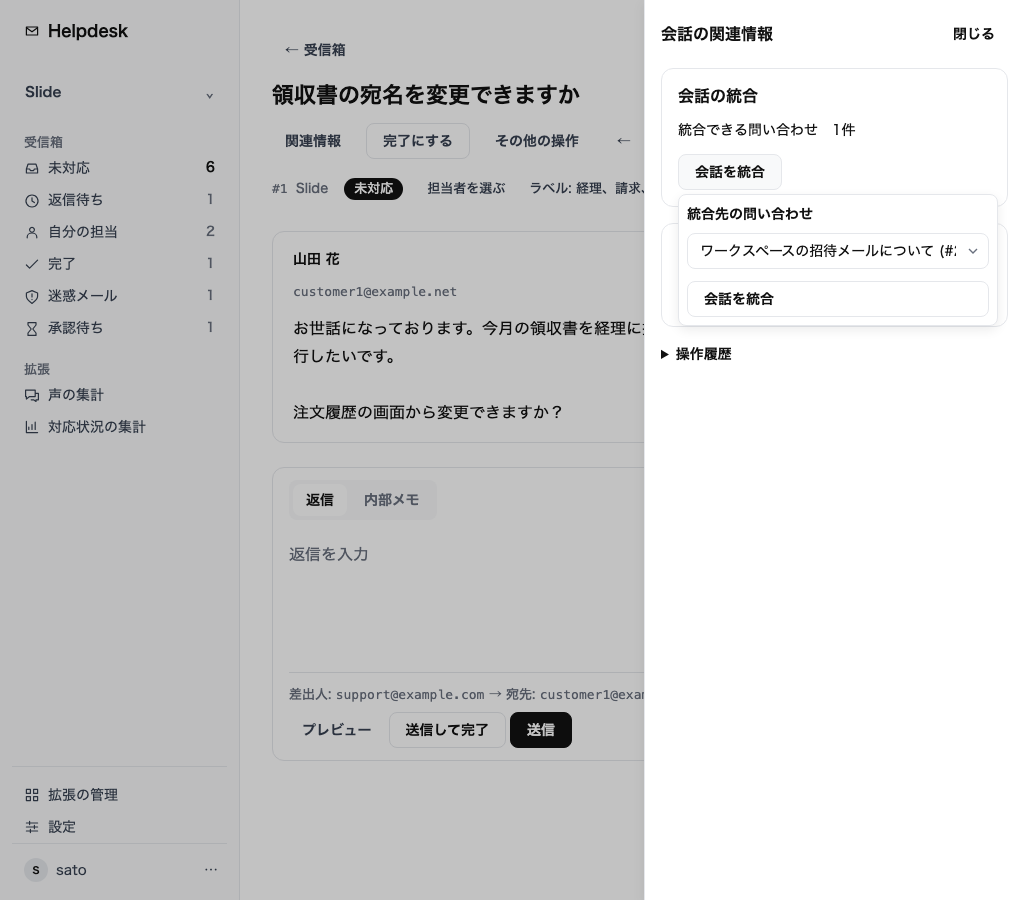 Helpdesk
Slide
受信箱
未対応 6
返信待ち 1
自分の担当 2
完了 1
迷惑メール 1
承認待ち 1
拡張
声の集計
対応状況の集計
拡張の管理
設定
S sato ...
← 受信箱
領収書の宛名を変更できますか
関連情報 完了にする その他の操作 ←
#1 Slide 未対応 担当者を選ぶ ラベル: 経理、請求、
山田 花
customer1@example.net
お世話になっております。今月の領収書を経理に
行したいです。
注文履歴の画面から変更できますか？
返信 内部メモ
返信を入力
差出人: support@example.com → 宛先: customer1@exam
プレビュー 送信して完了 送信
会話の関連情報 閉じる
会話の統合
統合できる問い合わせ 1件
会話を統合
統合先の問い合わせ
ワークスペースの招待メールについて (#
会話を統合
▶ 操作履歴